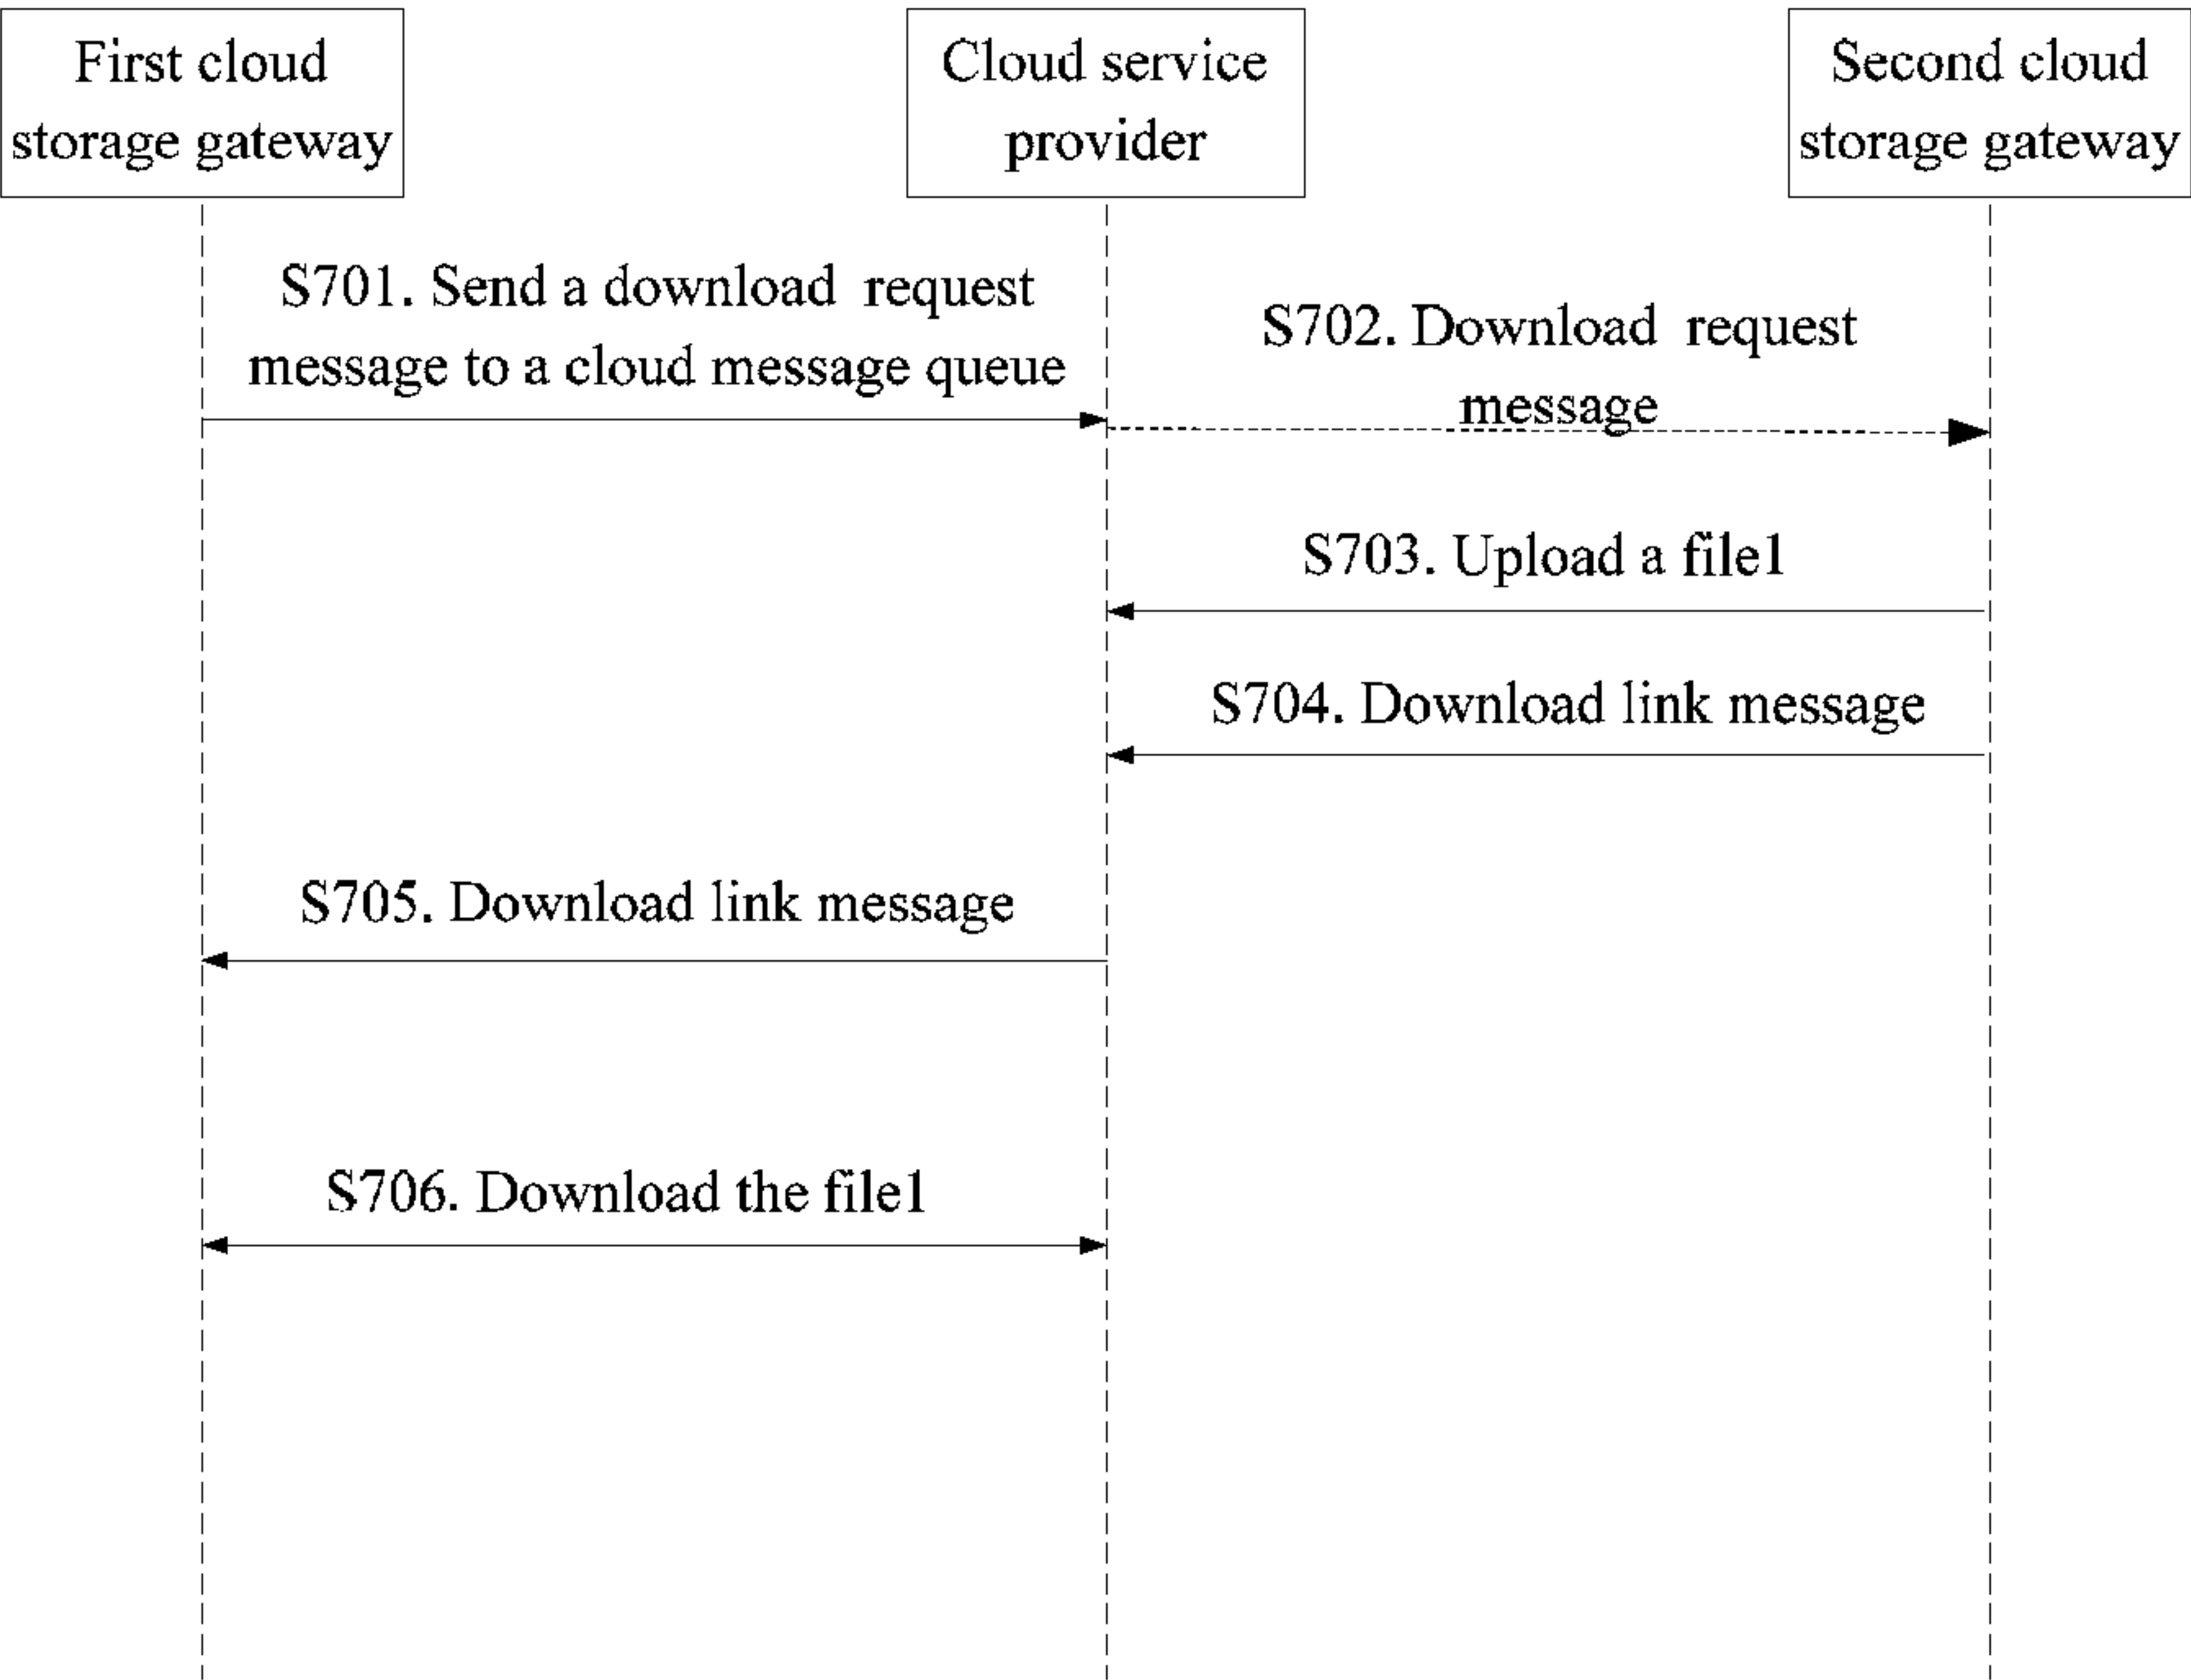 First cloud
storage gateway
Cloud service
provider
Second cloud
storage gateway
S701. Send a download request
message to a cloud message queue
S702. Download request
message
S703. Upload a file1
S704. Download link message
S705. Download link message
S706. Download the file1